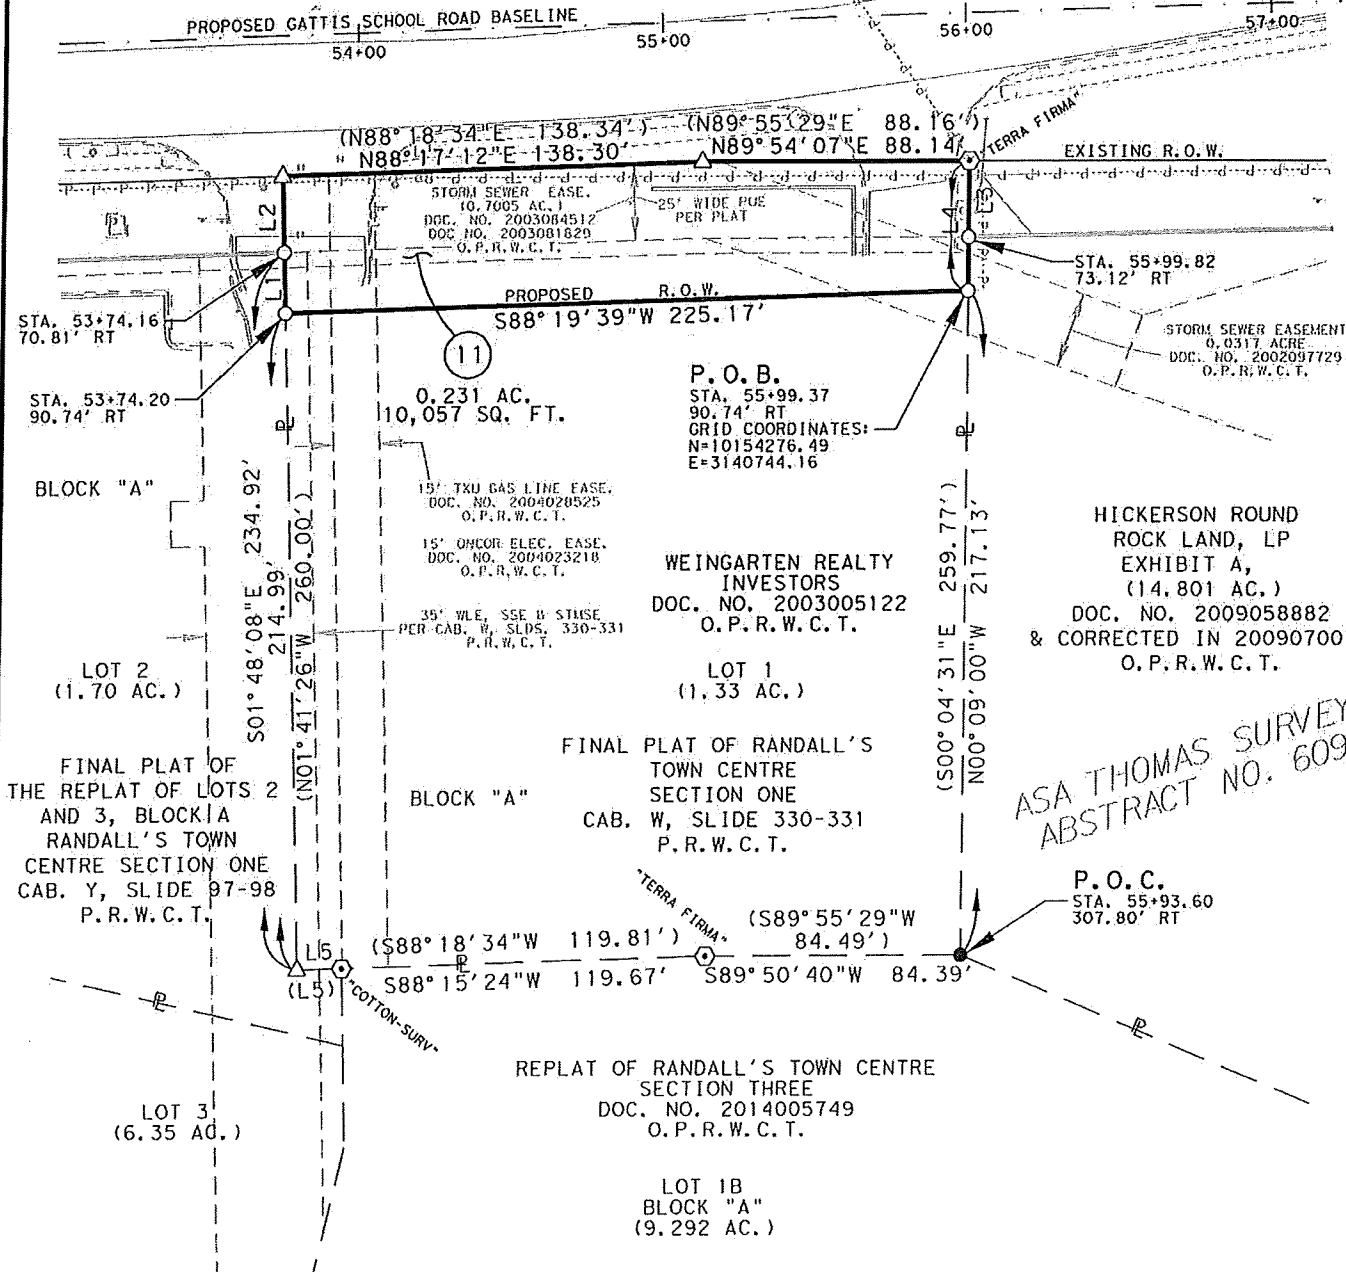 PROPOSED GATTIS SCHOOL ROAD BASELINE
54+00
55+00
56+00
57+00
(N88°18'34"E 138.34')
N88°17'12"E 138.30'
(N89°55'29"E 88.16')
N89°54'07"E 88.14'
"TERRA FIRMA"
EXISTING R.O.W.
STORM SEWER EASE.
(0.7005 AC.)
DOC. NO. 2003084512
DOC. NO. 2003081829
O.P.R.W.C.T.
25' WIDE PUE
PER PLAT
L2
L1
L4
L3
STA. 53+74.16
70.81' RT
STA. 53+74.20
90.74' RT
PROPOSED R.O.W.
S88°19'39"W 225.17'
STA. 55+99.82
73.12' RT
STORM SEWER EASEMENT
0.0317 ACRE
DOC. NO. 2002097729
O.P.R.W.C.T.
11
0.231 AC.
10,057 SQ. FT.
P.O.B.
STA. 55+99.37
90.74' RT
GRID COORDINATES:
N=10154276.49
E=3140744.16
BLOCK "A"
15' TXU GAS LINE EASE.
DOC. NO. 2004028525
O.P.R.W.C.T.
15' ONCOR ELEC. EASE.
DOC. NO. 2004023218
O.P.R.W.C.T.
35' WLE, SSE & STMSE
PER CAB. W, SLDS. 330-331
P.R.W.C.T.
S01°48'08"E 234.92'
214.99'
(N01°41'26"W 260.00')
(S00°04'31"E 259.77')
N00°09'00"W 217.13'
WEINGARTEN REALTY
INVESTORS
DOC. NO. 2003005122
O.P.R.W.C.T.
LOT 1
(1.33 AC.)
HICKERSON ROUND
ROCK LAND, LP
EXHIBIT A,
(14.801 AC.)
DOC. NO. 2009058882
& CORRECTED IN 20090700
O.P.R.W.C.T.
LOT 2
(1.70 AC.)
FINAL PLAT OF
THE REPLAT OF LOTS 2
AND 3, BLOCK A
RANDALL'S TOWN
CENTRE SECTION ONE
CAB. Y, SLIDE 97-98
P.R.W.C.T.
BLOCK "A"
FINAL PLAT OF RANDALL'S
TOWN CENTRE
SECTION ONE
CAB. W, SLIDE 330-331
P.R.W.C.T.
ASA THOMAS SURVEY
ABSTRACT NO. 609
P.O.C.
STA. 55+93.60
307.80' RT
"TERRA FIRMA"
L5
(L5)
(S88°18'34"W 119.81')
S88°15'24"W 119.67'
(S89°55'29"W
84.49')
S89°50'40"W 84.39'
"COTTON-SURV"
REPLAT OF RANDALL'S TOWN CENTRE
SECTION THREE
DOC. NO. 2014005749
O.P.R.W.C.T.
LOT 3
(6.35 AC.)
LOT 1B
BLOCK "A"
(9.292 AC.)